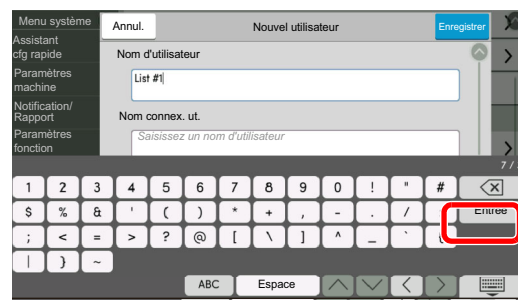 Menu système
Annul.
Nouvel utilisateur
Enregistrer
Assistant
cfg rapide
Paramètres
machine
Notification/
Rapport
Paramètres
fonction
Nom d'utilisateur
List #1
Nom connex. ut.
Saisissez un nom d'utilisateur
7 /
1 2 3 4 5 6 7 8 9 0 ! " #
$ % & ' ( ) * + , - . /
Entrée
; < = > ? @ [ \ ] ^ _ ` {
| } ~
ABC
Espace